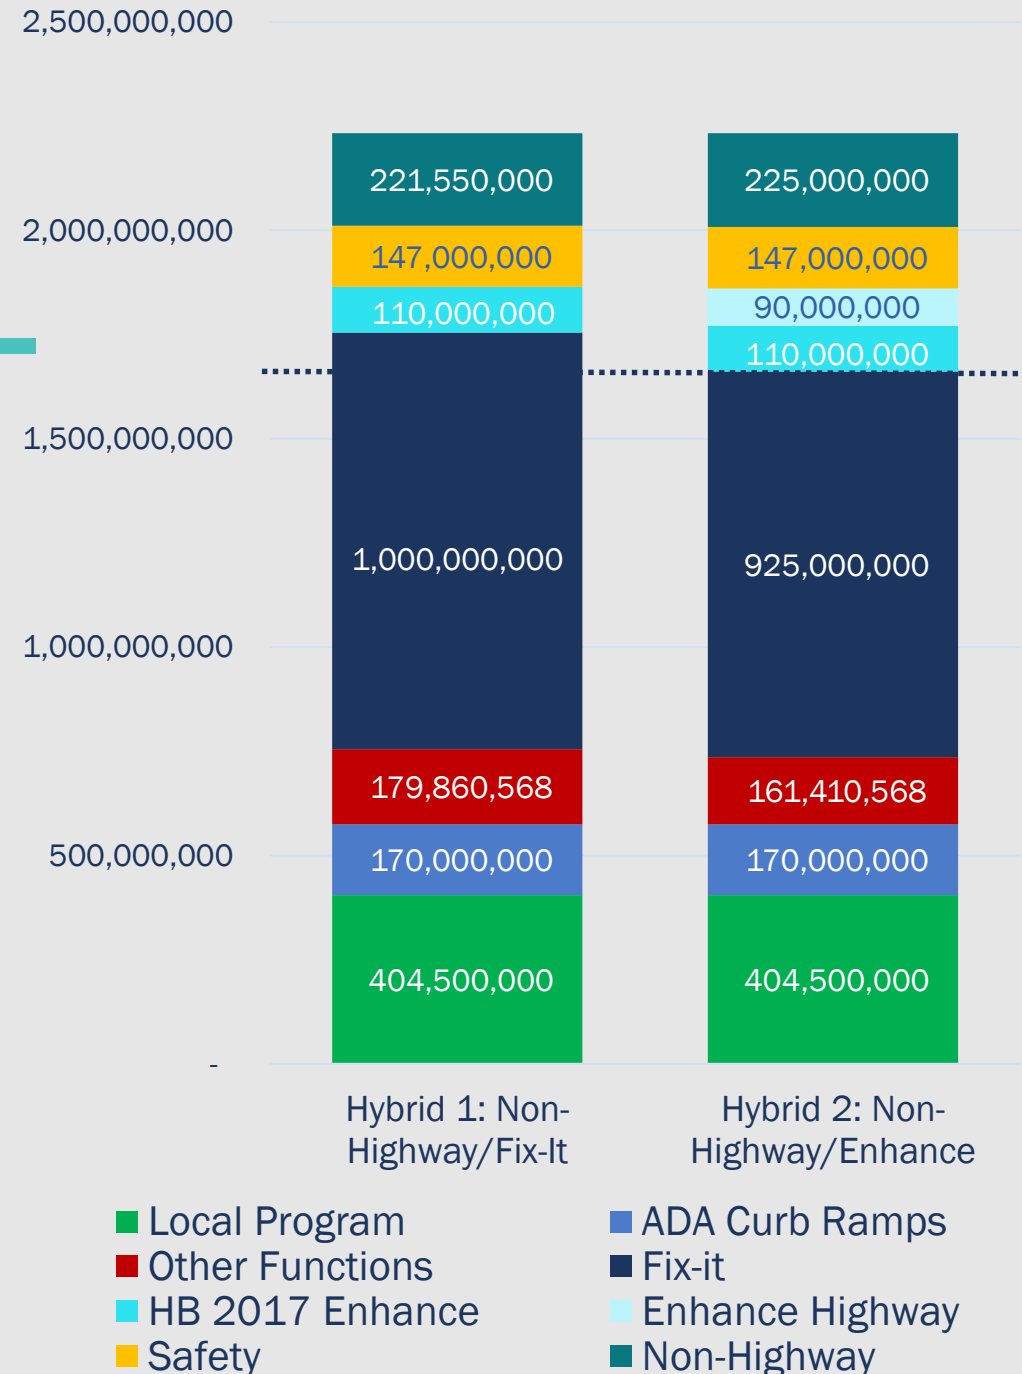 2,500,000,000
221,550,000
225,000,000
2,000,000,000
147,000,000
147,000,000
110,000,000
90,000,000
110,000,000
1,500,000,000
1,000,000,000
925,000,000
1,000,000,000
179,860,568
161,410,568
500,000,000
170,000,000
170,000,000
404,500,000
404,500,000
-
Hybrid 1: Non-
Highway/Fix-It
Hybrid 2: Non-
Highway/Enhance
Local Program
ADA Curb Ramps
Other Functions
Fix-it
HB 2017 Enhance
Enhance Highway
Safety
Non-Highway